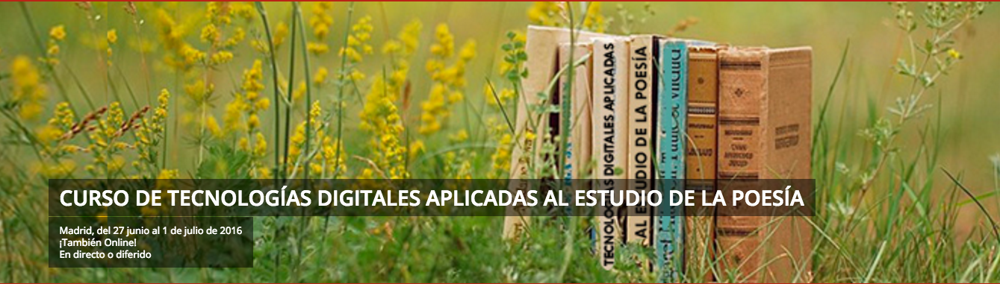 CURSO DE TECNOLOGÍAS DIGITALES APLICADAS AL ESTUDIO DE LA POESÍA
Madrid, del 27 junio al 1 de julio de 2016
¡También Online!
En directo o diferido
TECNOLOGÍAS DIGITALES APLICADAS
AL ESTUDIO DE LA POESÍA